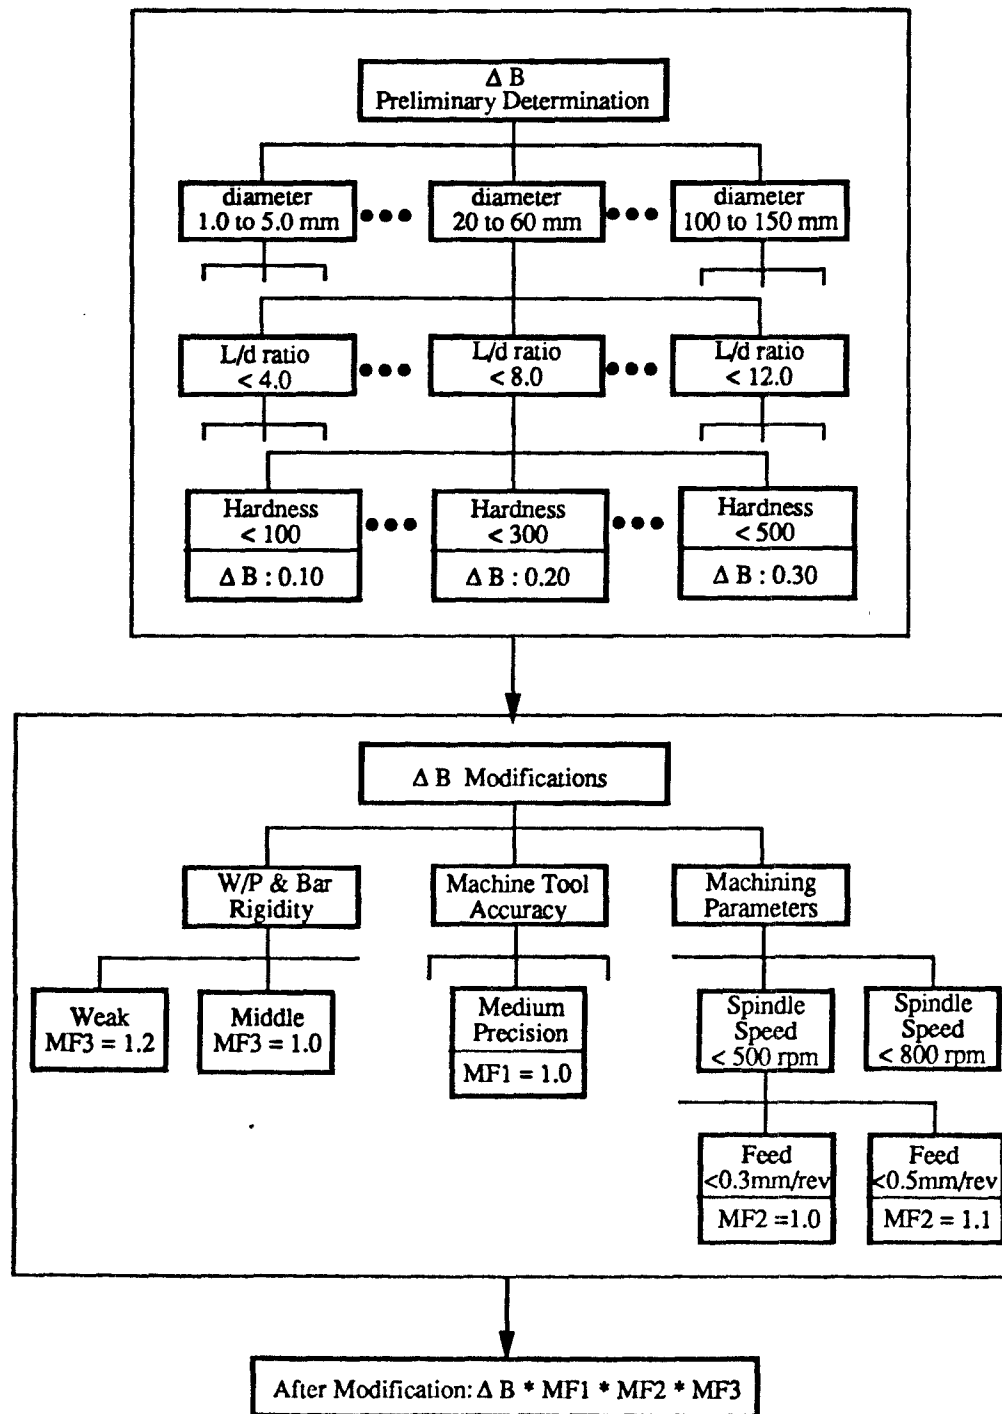 Δ B
Preliminary Determination
diameter
1.0 to 5.0 mm
diameter
20 to 60 mm
diameter
100 to 150 mm
L/d ratio
< 4.0
L/d ratio
< 8.0
L/d ratio
< 12.0
Hardness
< 100
Δ B : 0.10
Hardness
<300
Δ B : 0.20
Hardness
< 500
Δ B : 0.30
Δ B Modifications
W/P & Bar
Rigidity
Machine Tool
Accuracy
Machining
Parameters
Weak
MF3 = 1.2
Middle
MF3 = 1.0
Medium
Precision
MF1 = 1.0
Spindle
Speed
< 500 rpm
Spindle
Speed
< 800 rpm
Feed
<0.3mm/rev
MF2 =1.0
Feed
<0.5mm/rev
MF2 = 1.1
After Modification: Δ B * MF1 * MF2 * MF3